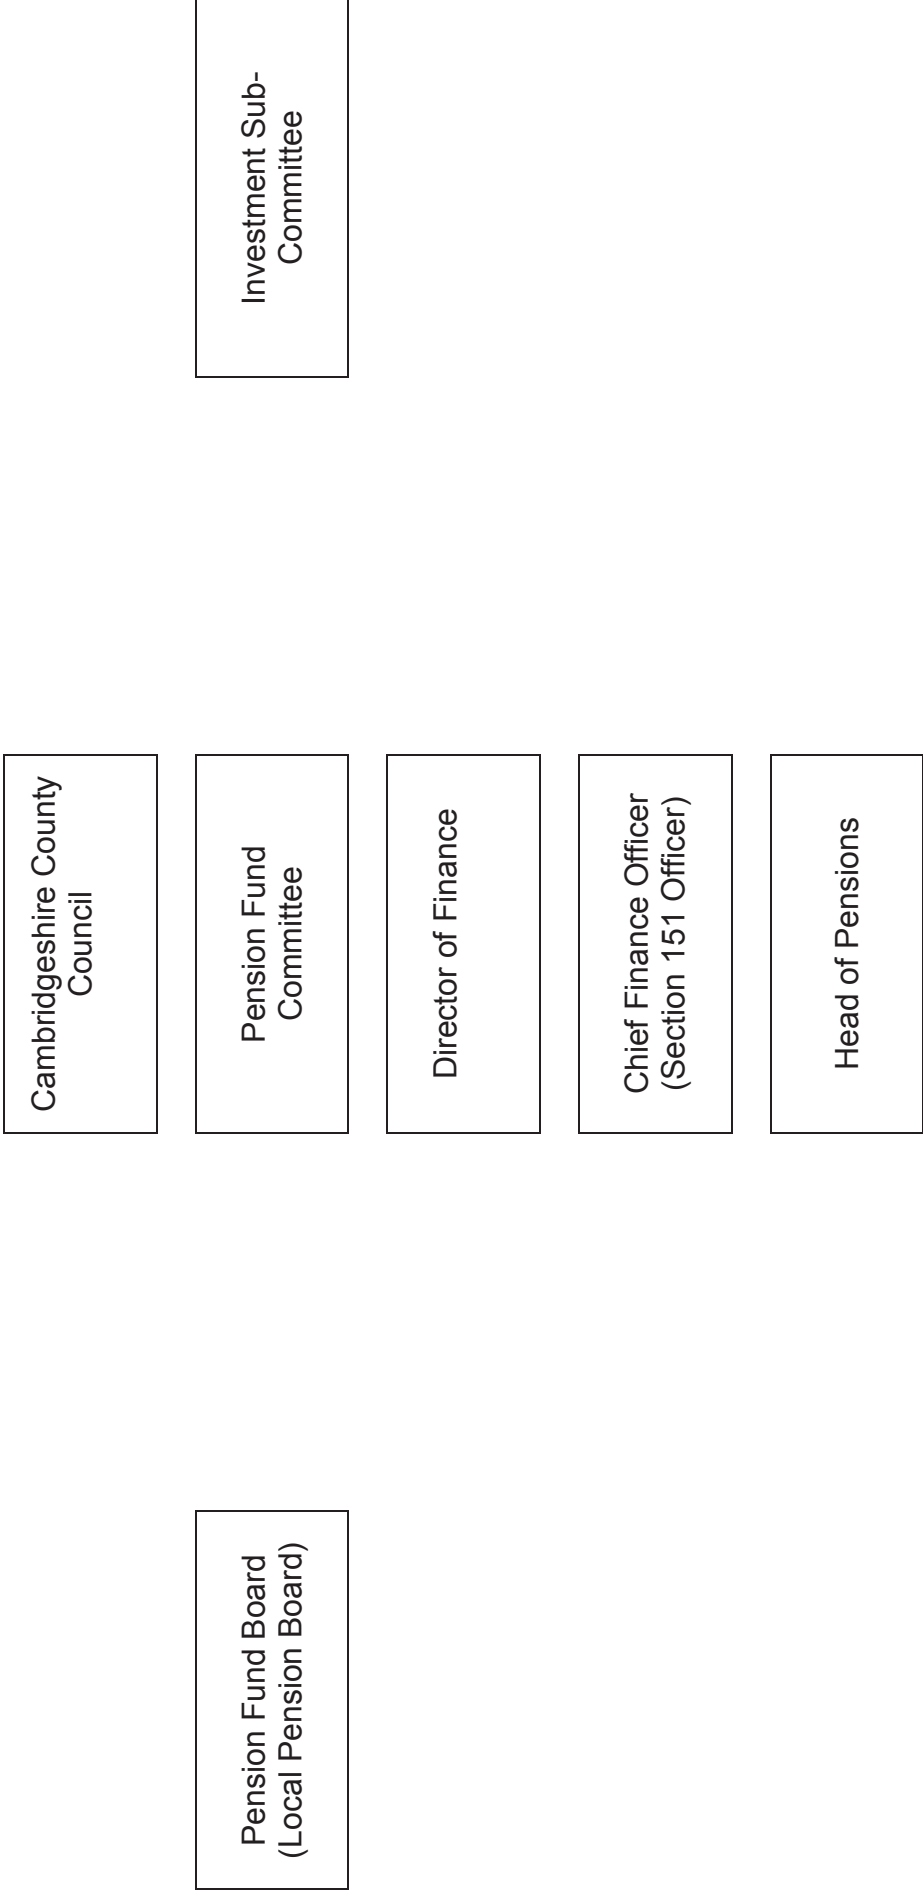 Cambridgeshire County
Council
Pension Fund Board
(Local Pension Board)
Pension Fund
Committee
Investment Sub-
Committee
Director of Finance
Chief Finance Officer
(Section 151 Officer)
Head of Pensions